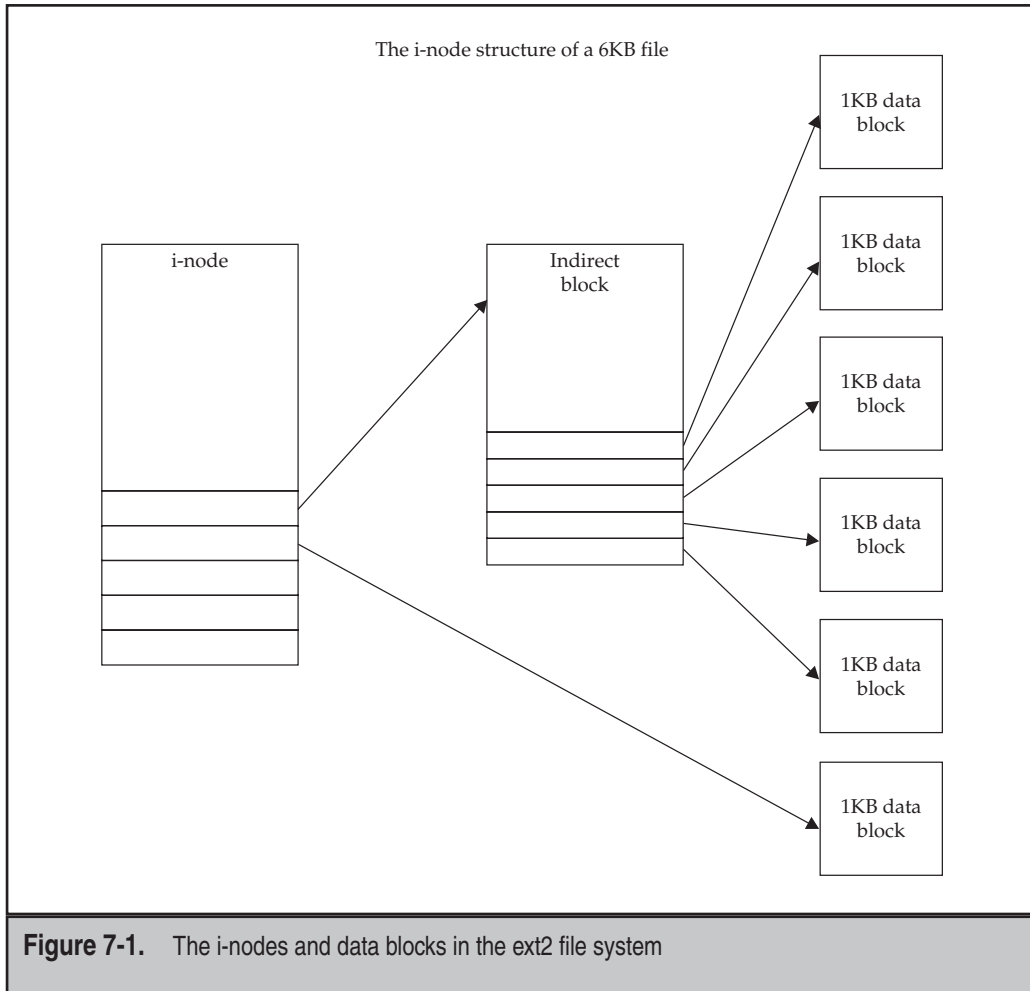 The i-node structure of a 6KB file
1KB data
block
1KB data
block
i-node
Indirect
block
1KB data
block
1KB data
block
1KB data
block
1KB data
block
Figure 7-1. The i-nodes and data blocks in the ext2 file system